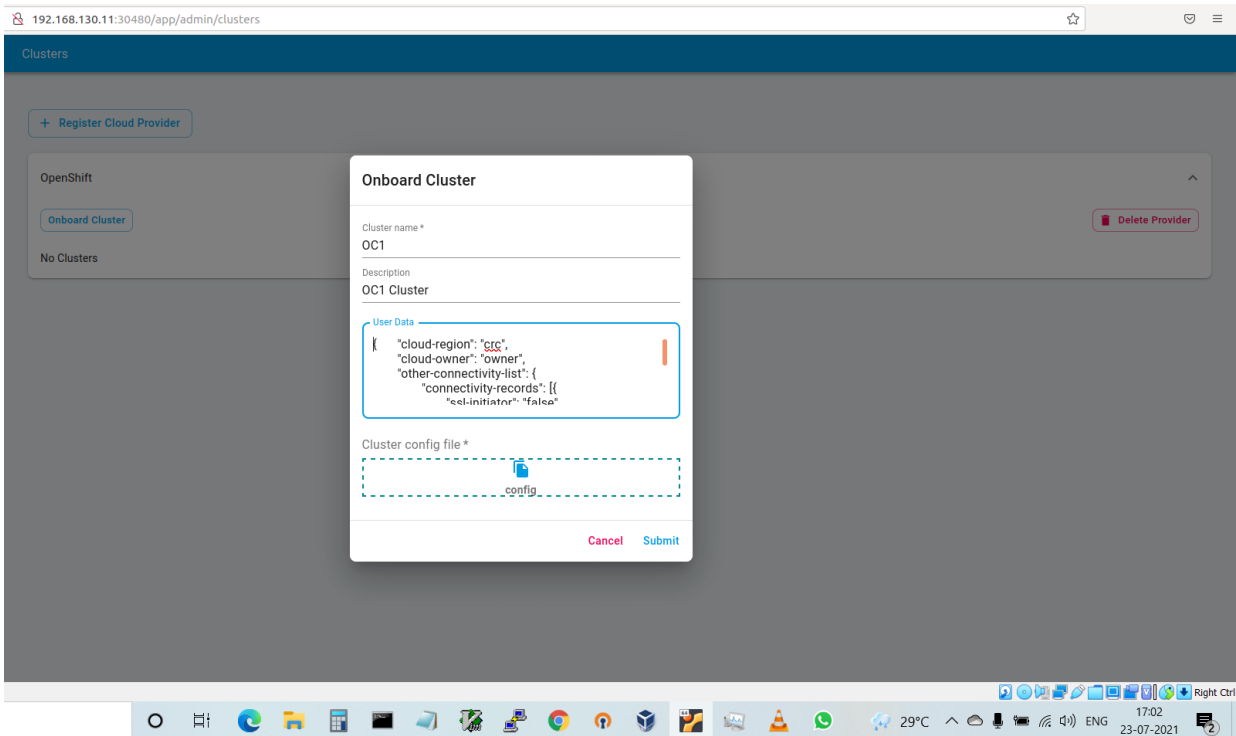 192.168.130.11:30480/app/admin/clusters
Clusters
+ Register Cloud Provider
OpenShift
Onboard Cluster
Delete Provider
No Clusters
Onboard Cluster
Cluster name *
OC1
Description
OC1 Cluster
User Data
{ "cloud-region": "crc",
"cloud-owner": "owner",
"other-connectivity-list": {
"connectivity-records": [{
"ssl-initiator": "false"
Cluster config file *
config
Cancel Submit
Right Ctrl
29°C ENG 17:02
23-07-2021
2